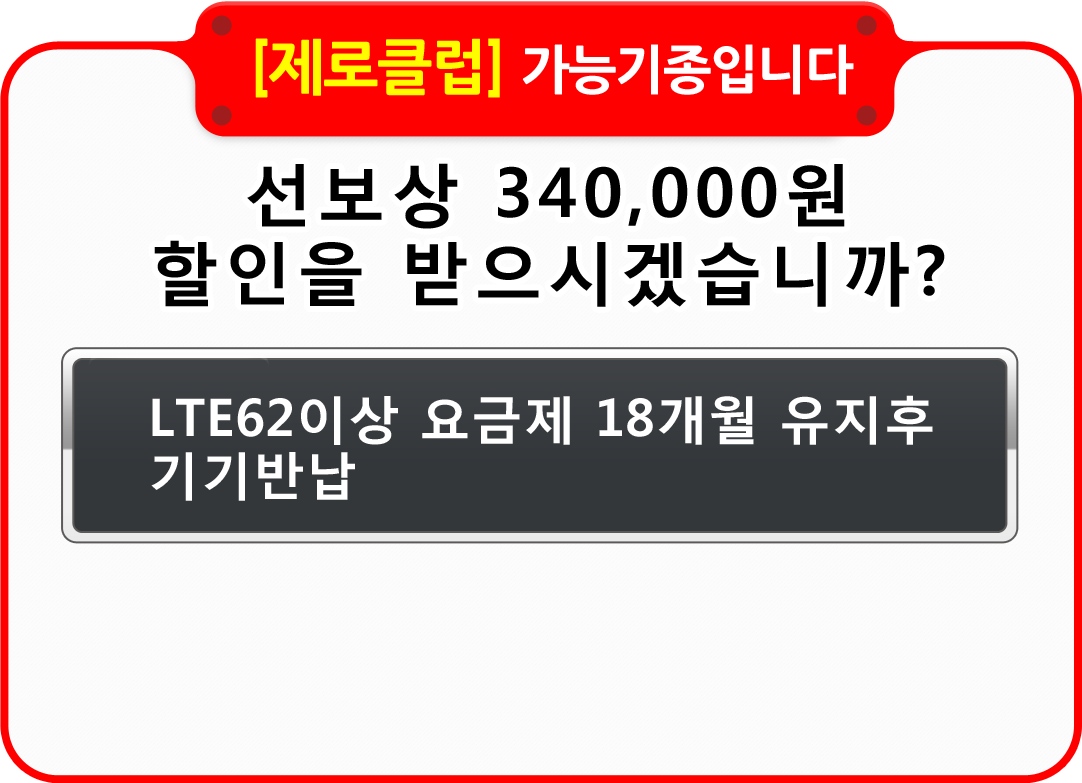 [제로클럽] 가능기종입니다
선보상 340,000원
할인을 받으시겠습니까?
LTE62이상 요금제 18개월 유지후
기기반납